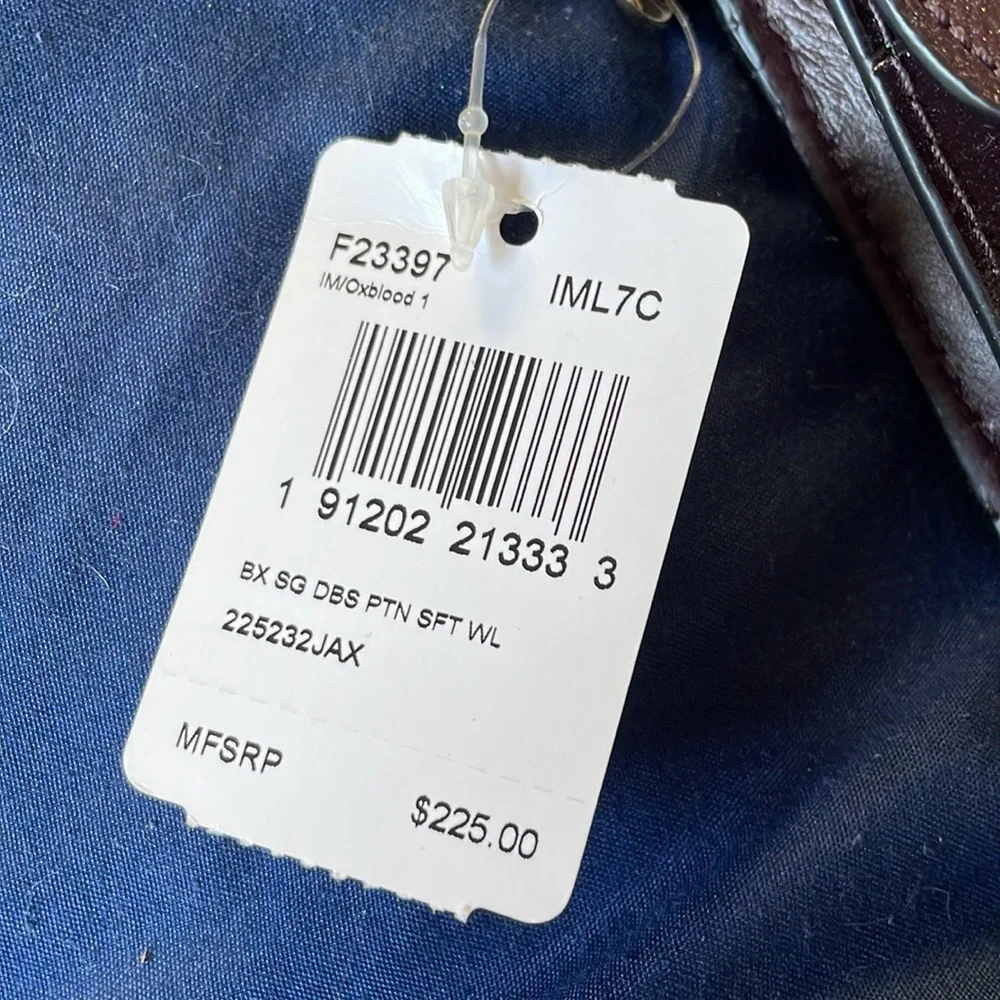 F23397
IM/Oxblood 1
IML7C
1 91202 21333 3
BX SG DBS PTN SFT WL
225232JAX
MFSRP
$225.00